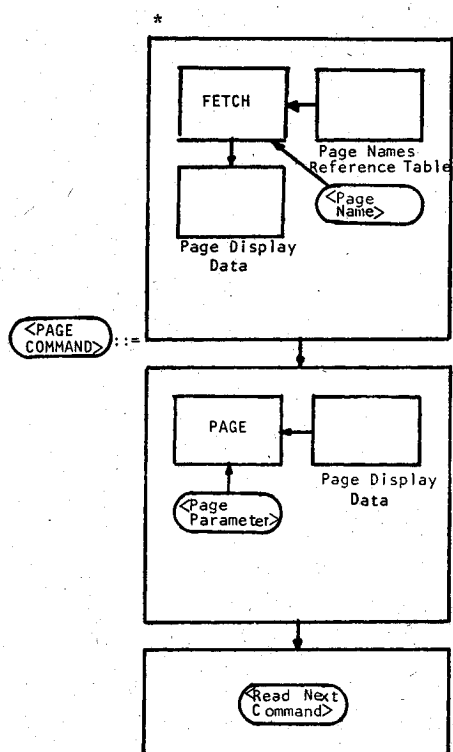 *
FETCH
Page Names
Reference Table
<Page
Name>
Page Display
Data
<PAGE
COMMAND>
::=
PAGE
Page Display
Data
<Page
Parameter>
<Read Next
Command>